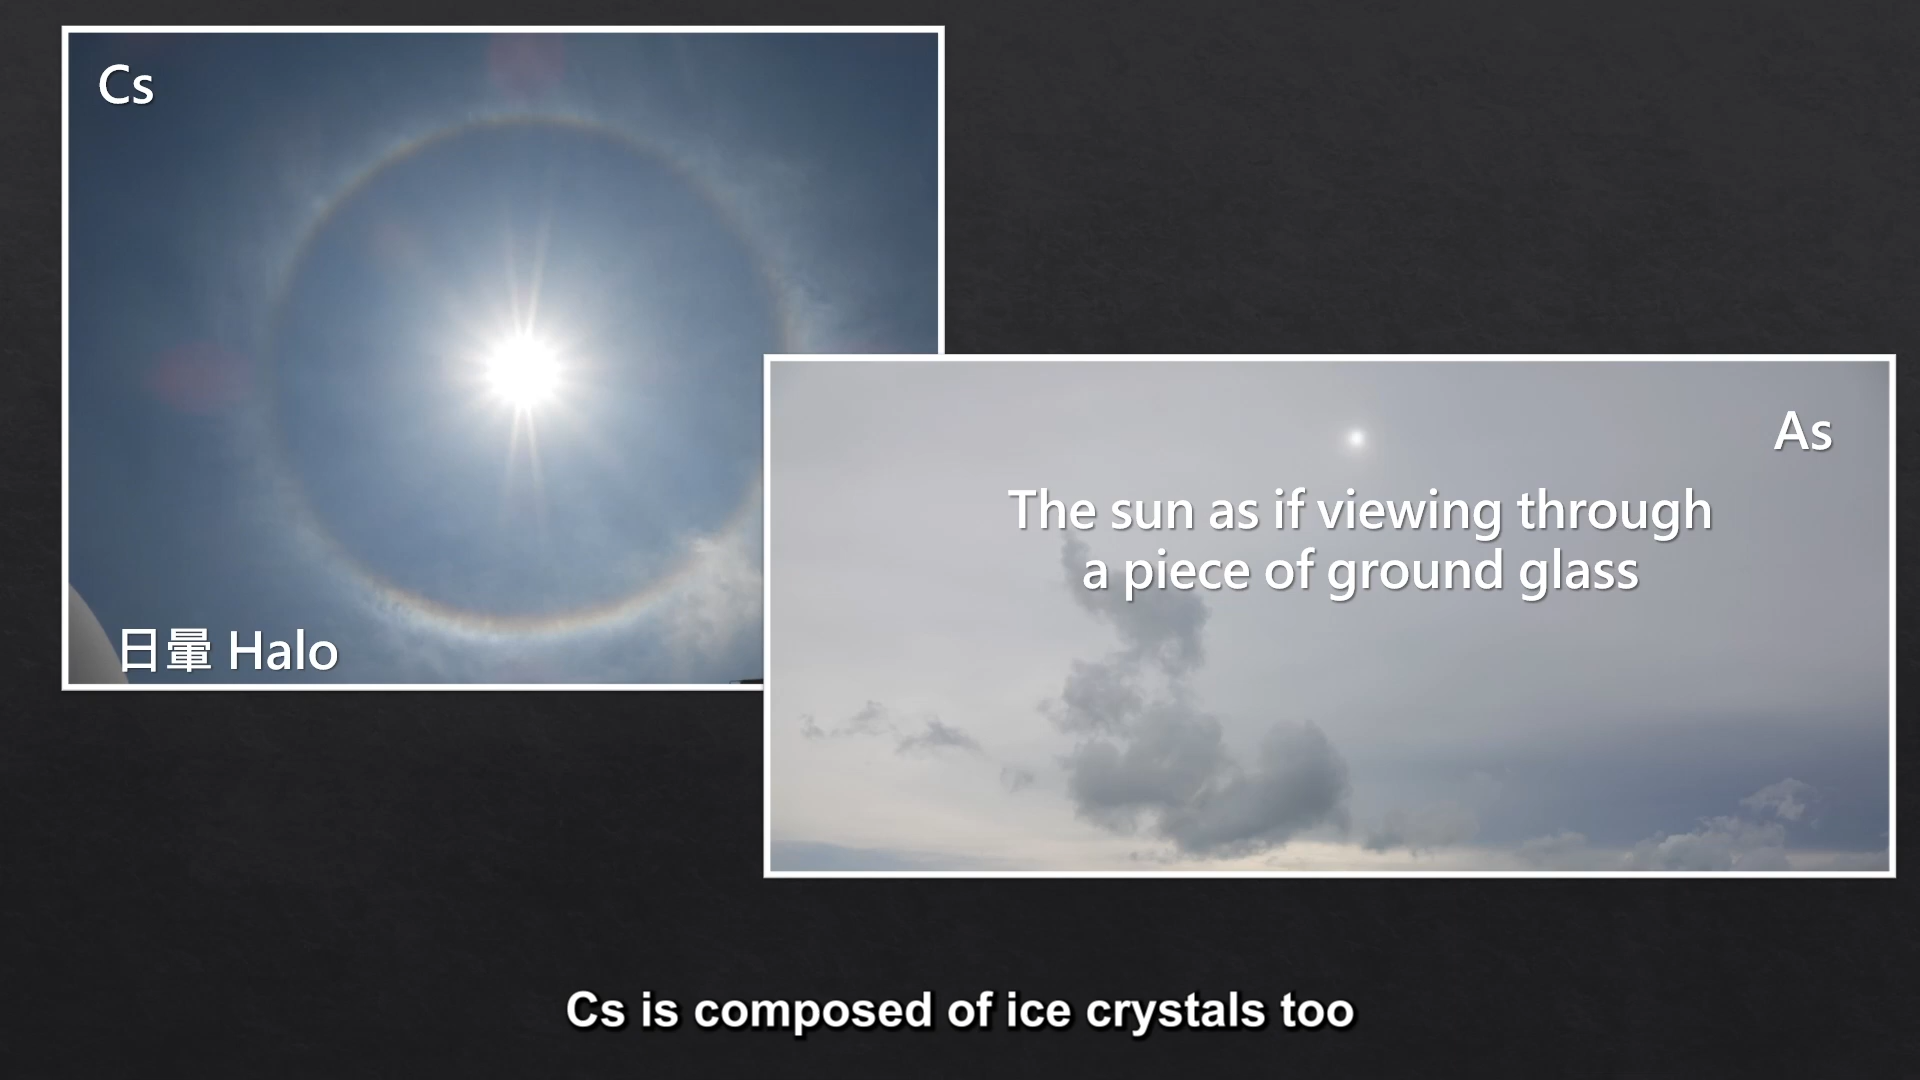 Cs
日暈 Halo
As
The sun as if viewing through
a piece of ground glass
Cs is composed of ice crystals too